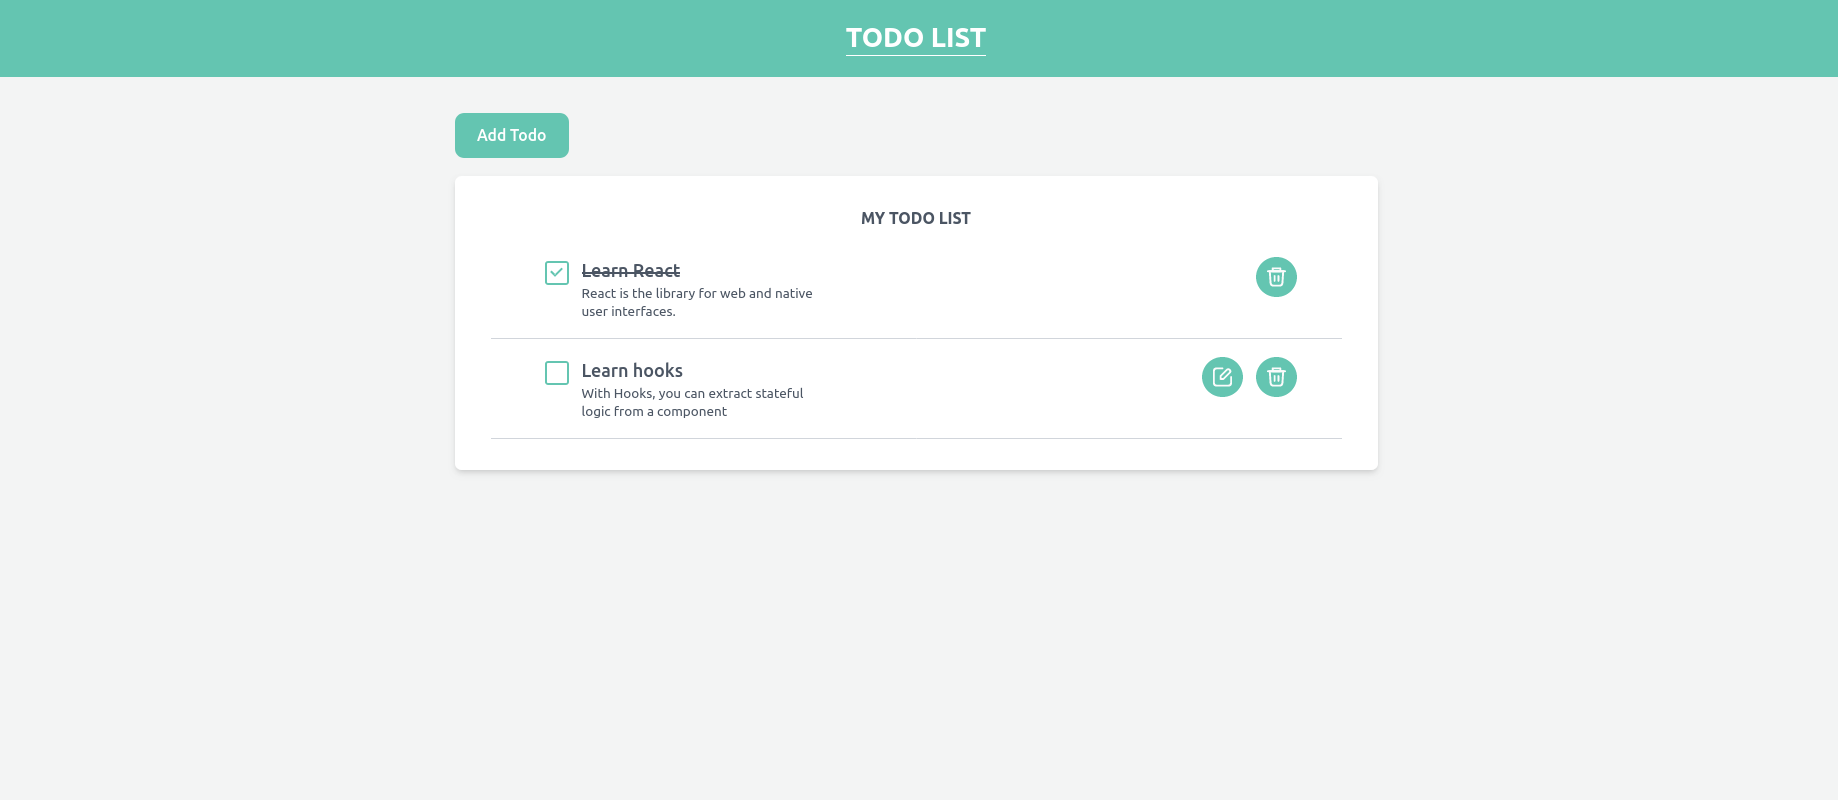 TODO LIST
Add Todo
MY TODO LIST
Learn React
React is the library for web and native
user interfaces.
Learn hooks
With Hooks, you can extract stateful
logic from a component